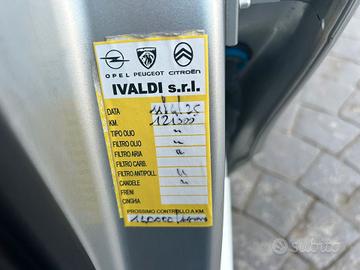 OPEL PEUGEOT CITROËN
IVALDI s.r.l.
DATA
KM. 121000
TIPO OLIO "
FILTRO OLIO "
FILTRO ARIA "
FILTRO CARB.
FILTRO ANTIPOLL. "
CANDELE "
FRENI
CINGHIA
PROSSIMO CONTROLLO A KM.
subito